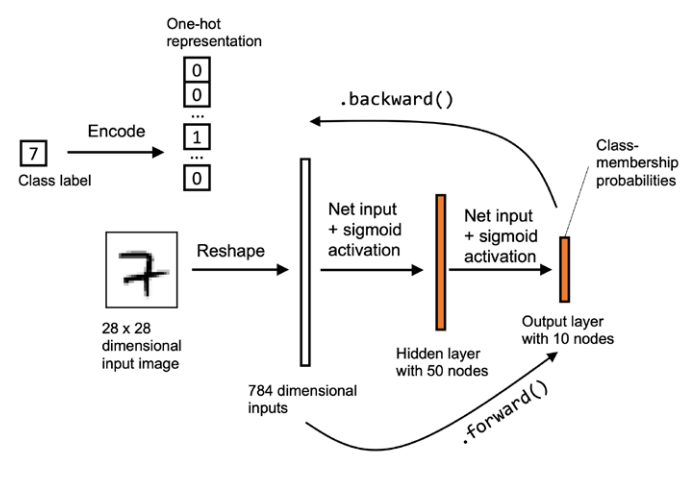 One-hot
representation
0
0
...
1
...
0
Encode
7
Class label
.backward()
Class-
membership
probabilities
Net input
+ sigmoid
activation
Net input
+ sigmoid
activation
Reshape
7
28 x 28
dimensional
input image
784 dimensional
inputs
Hidden layer
with 50 nodes
Output layer
with 10 nodes
.forward()